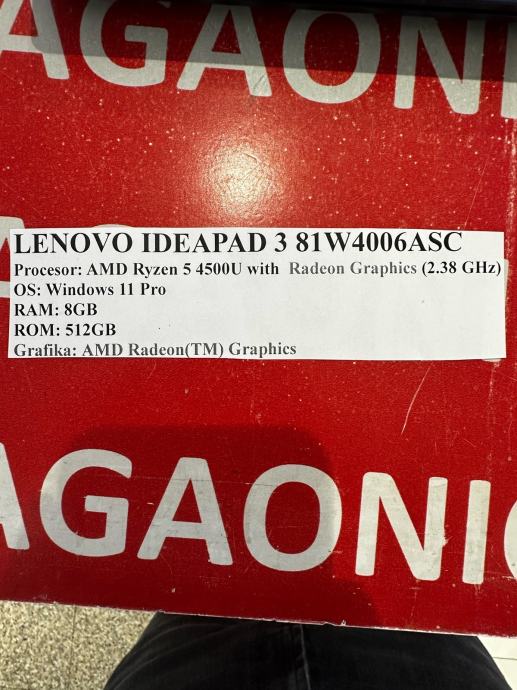 AGAONI
LENOVO IDEAPAD 3 81W4006ASC
Procesor: AMD Ryzen 5 4500U with Radeon Graphics (2.38 GHz)
OS: Windows 11 Pro
RAM: 8GB
ROM: 512GB
Grafika: AMD Radeon(TM) Graphics
AGAONI